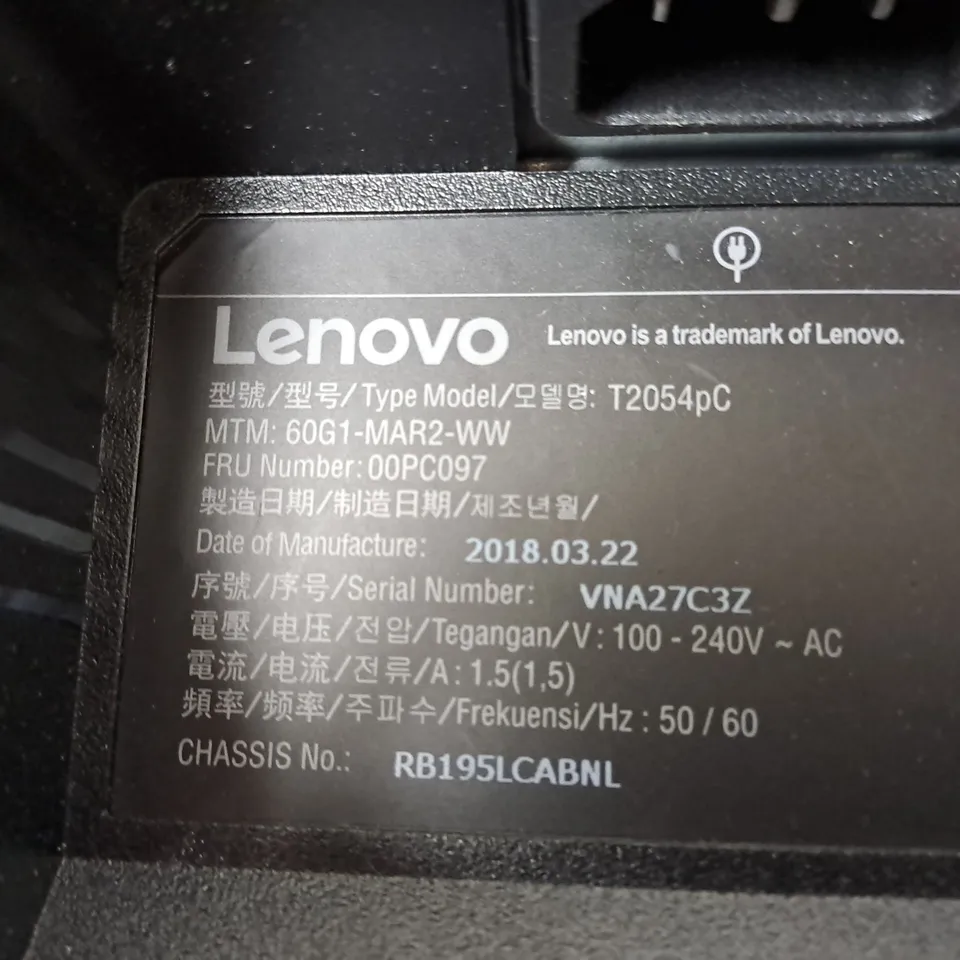 Lenovo Lenovo is a trademark of Lenovo.
型號/型号/Type Model/모델명: T2054pC
MTM: 60G1-MAR2-WW
FRU Number: 00PC097
製造日期/制造日期/제조년월/
Date of Manufacture: 2018.03.22
序號/序号/Serial Number: VNA27C3Z
電壓/电压/전압/Tegangan/V : 100 - 240V ~ AC
電流/电流/전류/A : 1.5(1,5)
頻率/频率/주파수/Frekuensi/Hz : 50 / 60
CHASSIS No.: RB195LCABNL